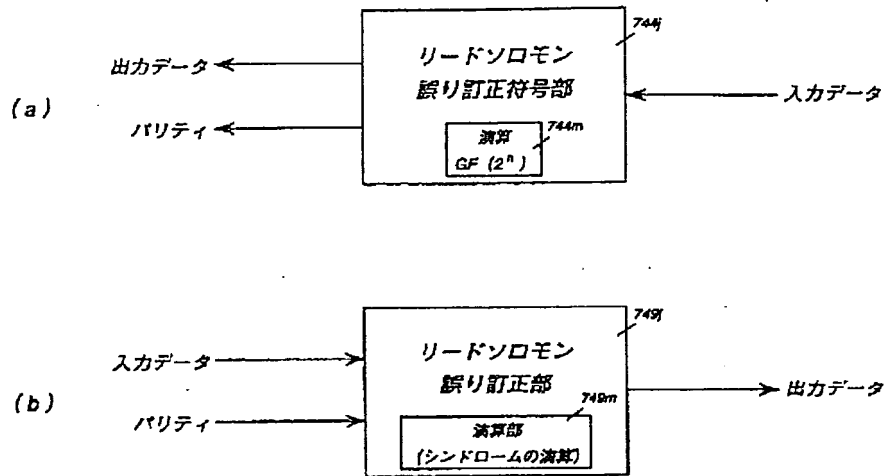 (a)
出力データ
パリティ
744j
リードソロモン
誤り訂正符号部
演算
GF (2ⁿ)
744m
入力データ
(b)
入力データ
パリティ
749j
リードソロモン
誤り訂正部
749m
演算部
(シンドロームの演算)
出力データ